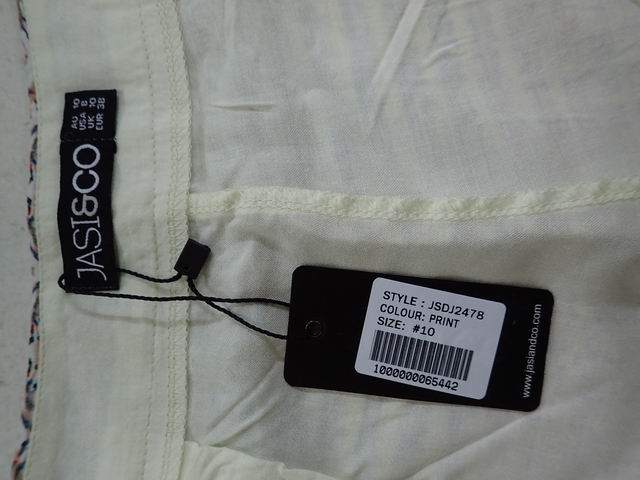 JASI&CO
AU 10
USA 6
UK 10
EUR 38
STYLE : JSDJ2478
COLOUR: PRINT
SIZE: #10
1000000065442
www.jasiandco.com